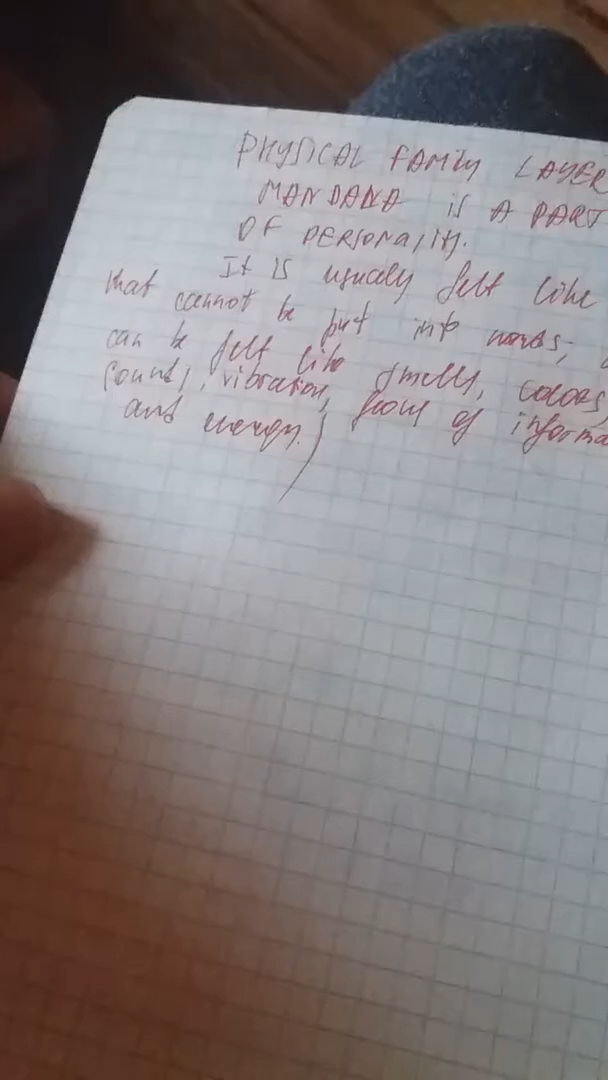 PHYSICAL FAMILY LAYER
MANDALA IS A PART
OF PERSONALITY.
It is usually felt like
that cannot be put into words,
can be felt like smells, colors,
sounds, vibration, flow of informa
and energy.